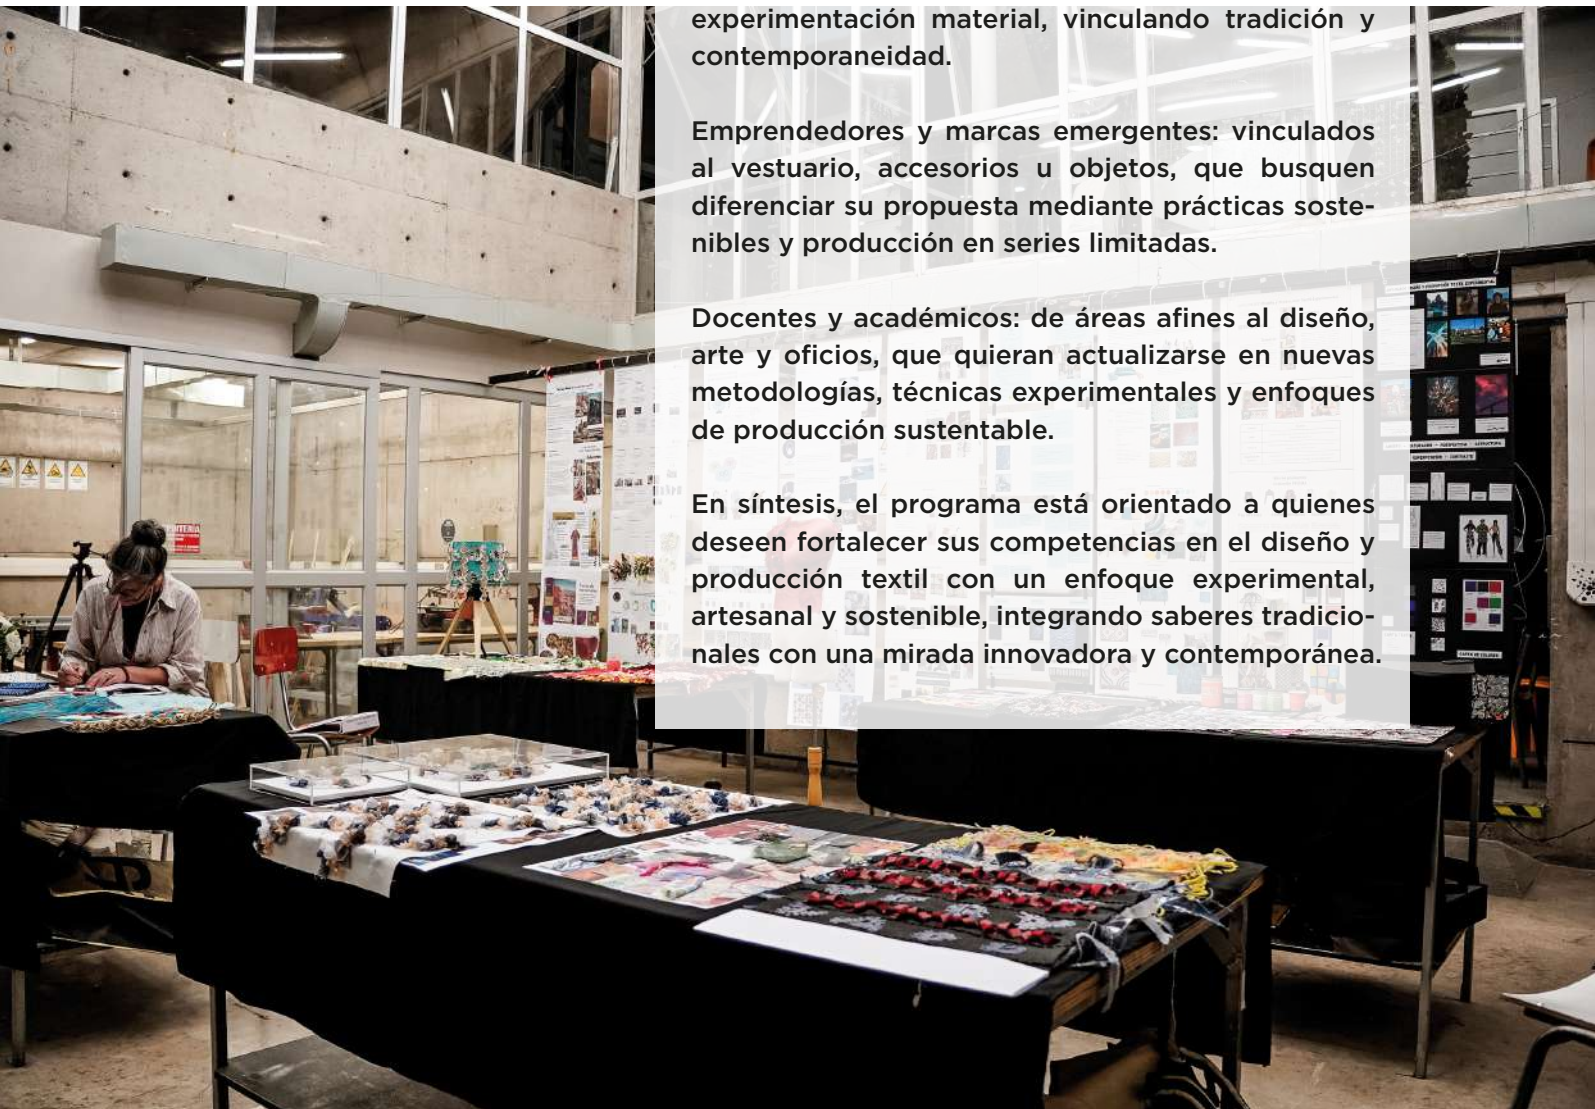 experimentación material, vinculando tradición y
contemporaneidad.
Emprendedores y marcas emergentes: vinculados
al vestuario, accesorios u objetos, que busquen
diferenciar su propuesta mediante prácticas soste-
nibles y producción en series limitadas.
Docentes y académicos: de áreas afines al diseño,
arte y oficios, que quieran actualizarse en nuevas
metodologías, técnicas experimentales y enfoques
de producción sustentable.
En síntesis, el programa está orientado a quienes
deseen fortalecer sus competencias en el diseño y
producción textil con un enfoque experimental,
artesanal y sostenible, integrando saberes tradicio-
nales con una mirada innovadora y contemporánea.